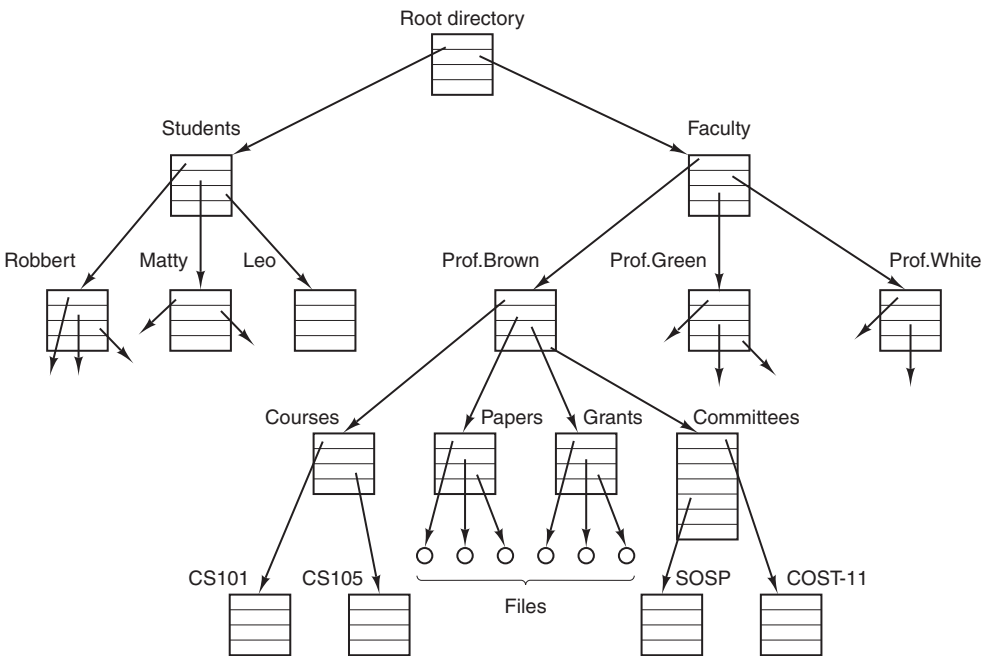 Root directory
Students
Faculty
Robbert
Matty
Leo
Prof.Brown
Prof.Green
Prof.White
Courses
Papers
Grants
Committees
CS101
CS105
Files
SOSP
COST-11